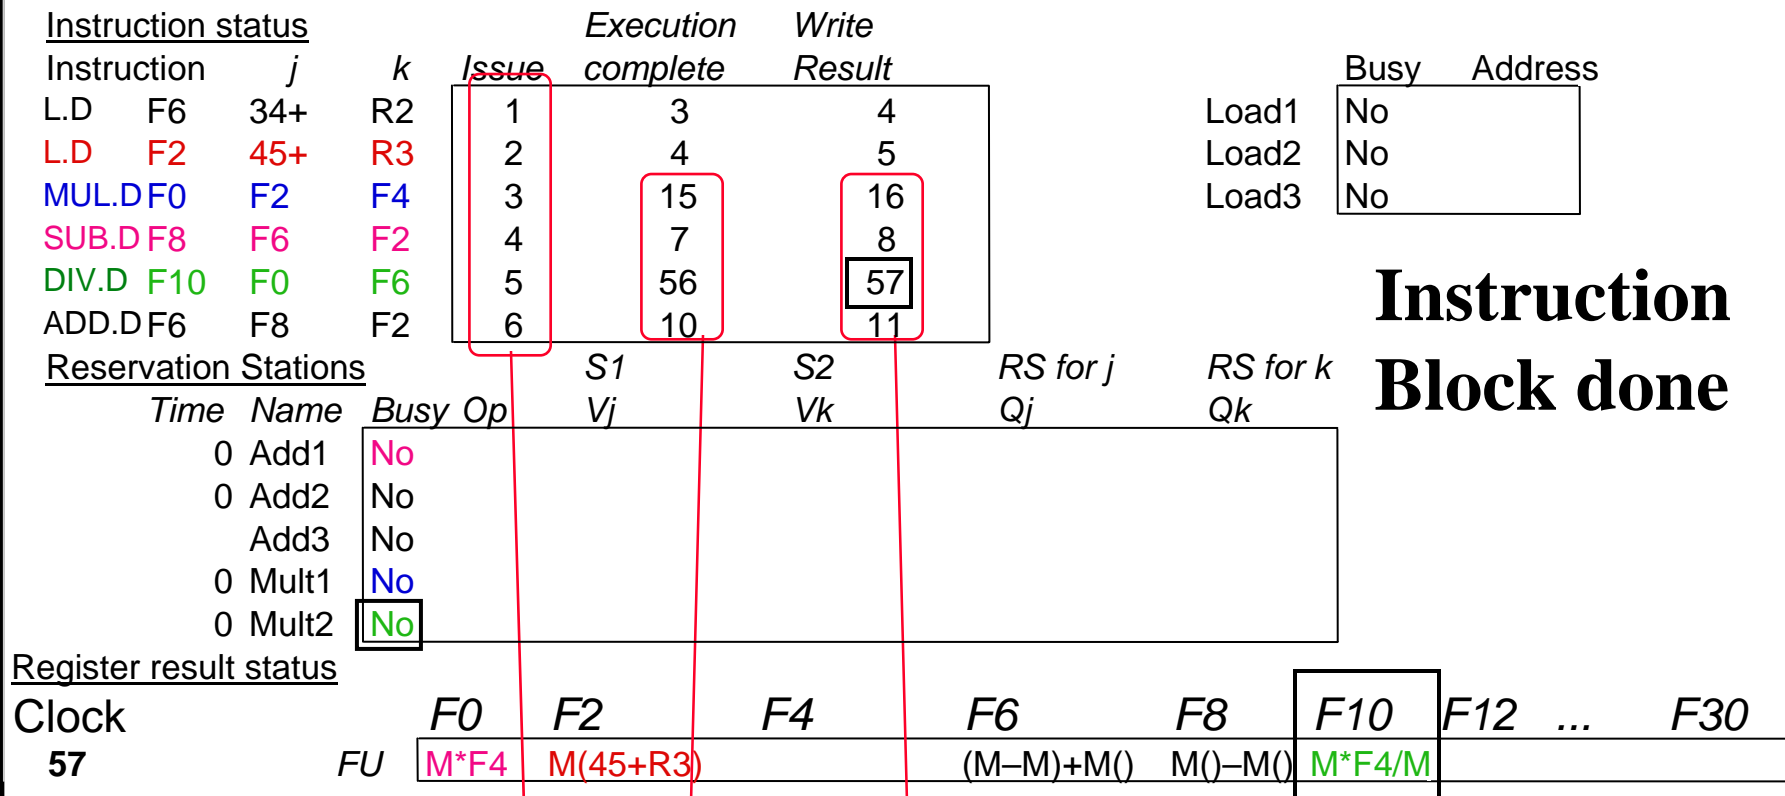 Instruction status Execution Write
Instruction j k Issue complete Result Busy Address
L.D F6 34+ R2 1 3 4 Load1 No
L.D F2 45+ R3 2 4 5 Load2 No
MUL.D F0 F2 F4 3 15 16 Load3 No
SUB.D F8 F6 F2 4 7 8
DIV.D F10 F0 F6 5 56 57
ADD.D F6 F8 F2 6 10 11
Instruction
Block done
Reservation Stations S1 S2 RS for j RS for k
Time Name Busy Op Vj Vk Qj Qk
0 Add1 No
0 Add2 No
Add3 No
0 Mult1 No
0 Mult2 No
Register result status
Clock F0 F2 F4 F6 F8 F10 F12 ... F30
57 FU M*F4 M(45+R3) (M–M)+M() M()–M() M*F4/M